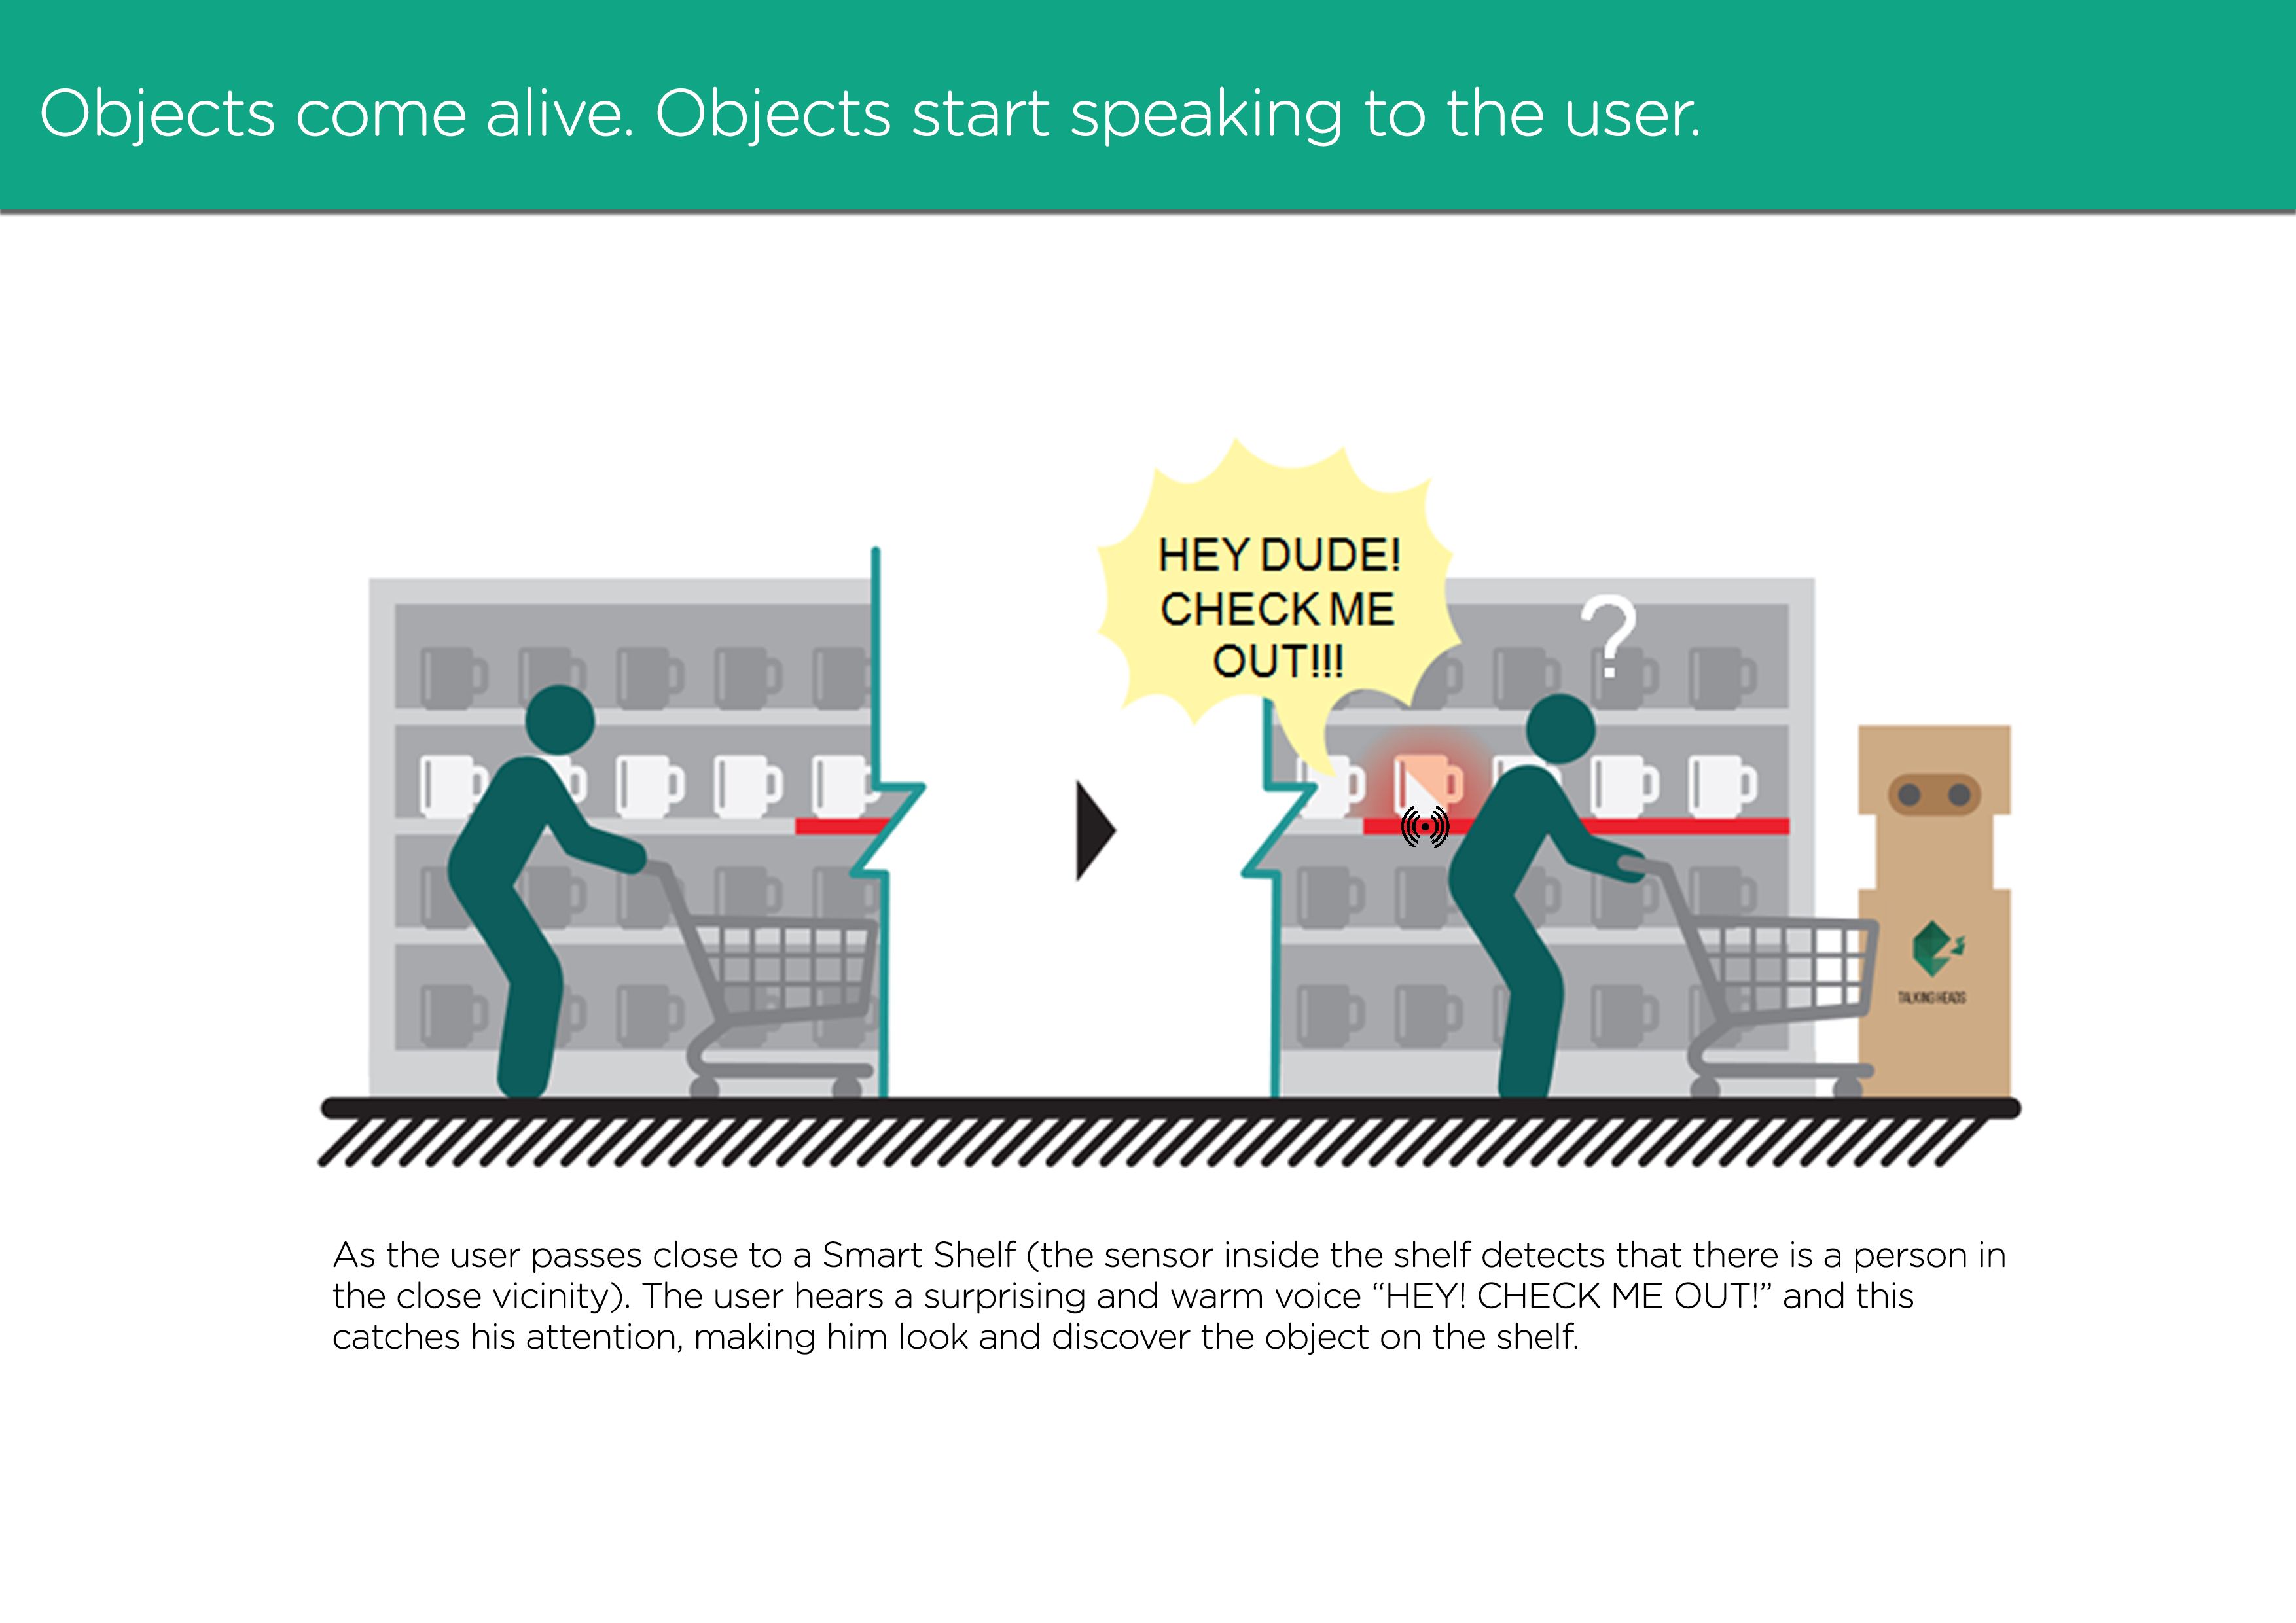 Objects come alive. Objects start speaking to the user.
HEY DUDE!
CHECK ME
OUT!!!
?
TALKING HEADS
As the user passes close to a Smart Shelf (the sensor inside the shelf detects that there is a person in
the close vicinity). The user hears a surprising and warm voice “HEY! CHECK ME OUT!” and this
catches his attention, making him look and discover the object on the shelf.